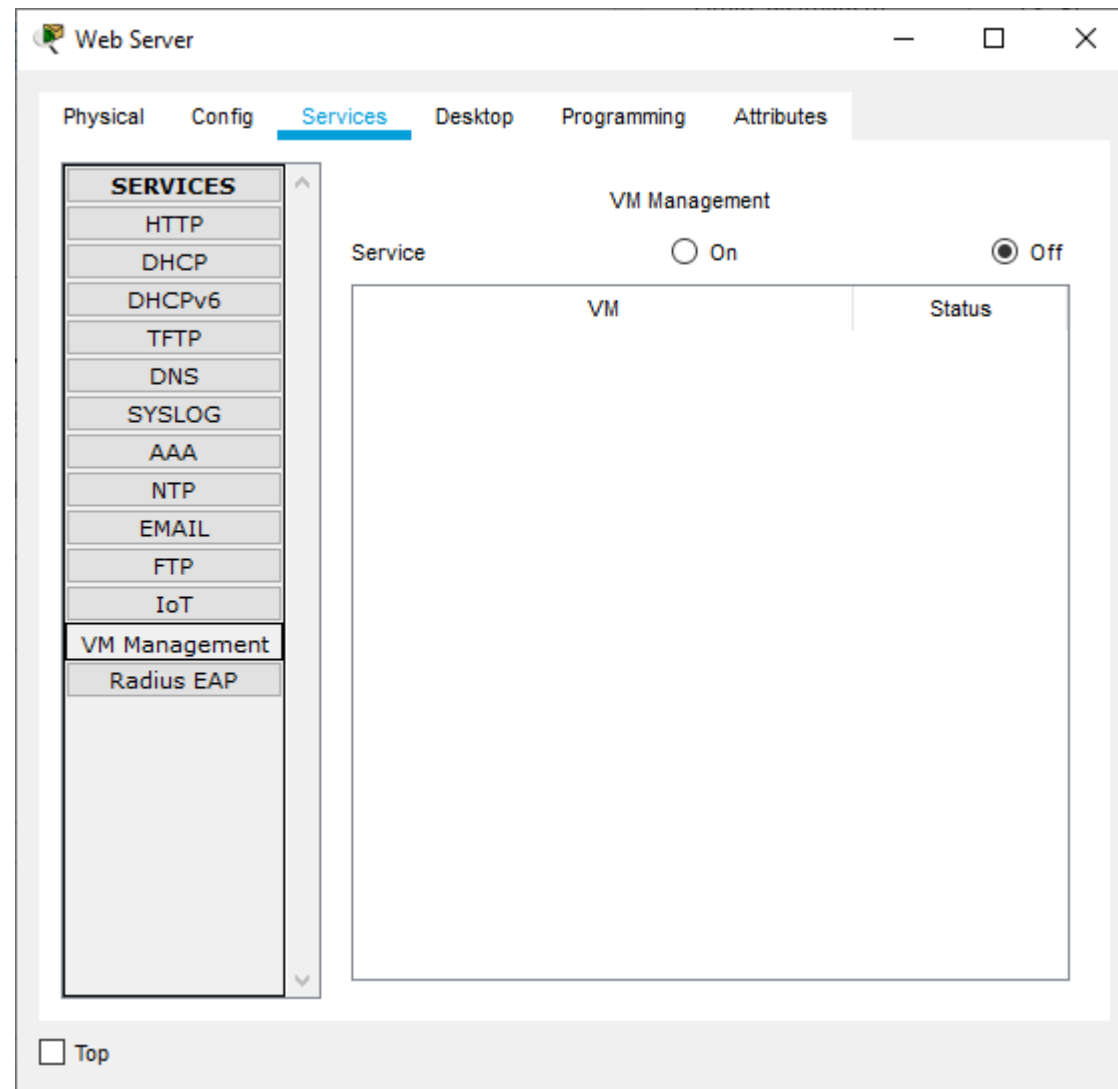 Web Server
Physical Config Services Desktop Programming Attributes
SERVICES
HTTP
DHCP
DHCPv6
TFTP
DNS
SYSLOG
AAA
NTP
EMAIL
FTP
IoT
VM Management
Radius EAP
VM Management
Service On Off
VM Status
Top